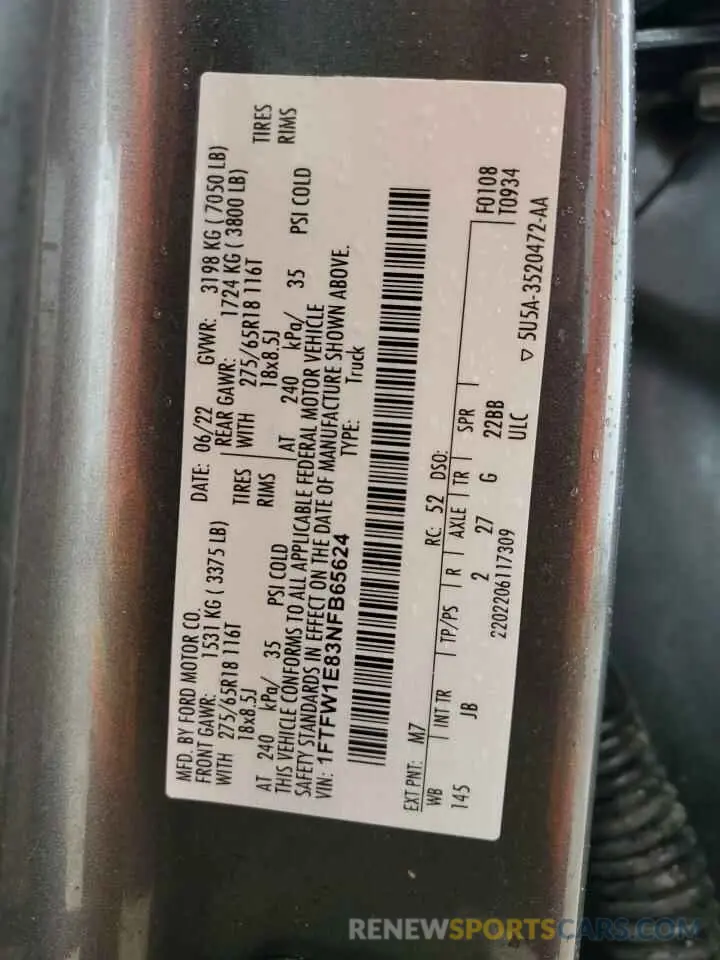 MFD. BY FORD MOTOR CO.
DATE: 06/22 GVWR: 3198 KG ( 7050 LB)
FRONT GAWR: 1531 KG ( 3375 LB)
REAR GAWR: 1724 KG ( 3800 LB)
WITH 275/65R18 116T TIRES
WITH 275/65R18 116T TIRES
18x8.5J RIMS
18x8.5J RIMS
AT 240 kPa/ 35 PSI COLD
AT 240 kPa/ 35 PSI COLD
THIS VEHICLE CONFORMS TO ALL APPLICABLE FEDERAL MOTOR VEHICLE
SAFETY STANDARDS IN EFFECT ON THE DATE OF MANUFACTURE SHOWN ABOVE.
VIN: 1FTFW1E83NFB65624 TYPE: Truck
EXT PNT: M7 RC: 52 DSO:
WB INT TR TP/PS R AXLE TR SPR
F0108
145 JB 2 27 G 22BB
T0934
2202206117309 ULC
▽ 5U5A-3520472-AA
RENEWSPORTSCARS.COM